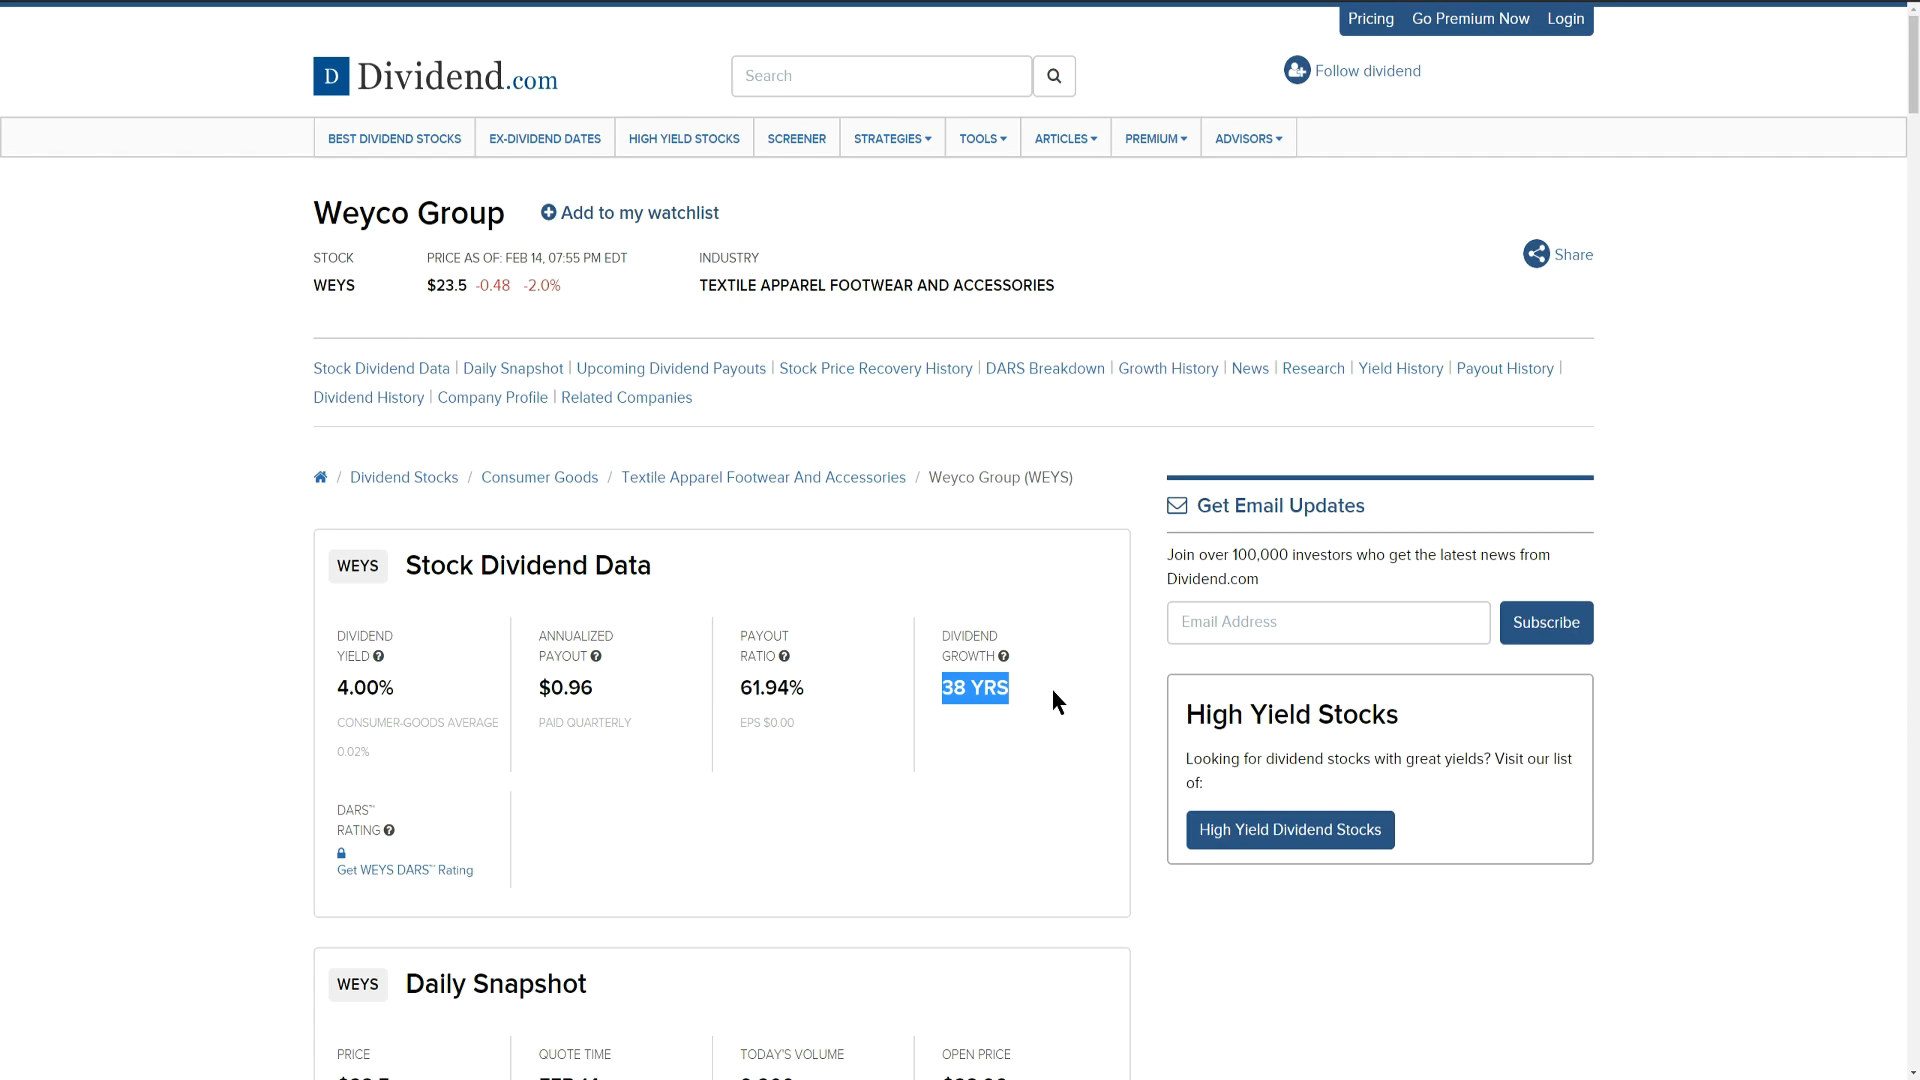 Pricing Go Premium Now Login
D Dividend.com
Search
Follow dividend
BEST DIVIDEND STOCKS EX-DIVIDEND DATES HIGH YIELD STOCKS SCREENER STRATEGIES TOOLS ARTICLES PREMIUM ADVISORS
Weyco Group Add to my watchlist
STOCK PRICE AS OF: FEB 14, 07:55 PM EDT INDUSTRY
Share
WEYS $23.5 -0.48 -2.0% TEXTILE APPAREL FOOTWEAR AND ACCESSORIES
Stock Dividend Data | Daily Snapshot | Upcoming Dividend Payouts | Stock Price Recovery History | DARS Breakdown | Growth History | News | Research | Yield History | Payout History |
Dividend History | Company Profile | Related Companies
/ Dividend Stocks / Consumer Goods / Textile Apparel Footwear And Accessories / Weyco Group (WEYS)
Get Email Updates
Join over 100,000 investors who get the latest news from
Dividend.com
Email Address Subscribe
WEYS Stock Dividend Data
DIVIDEND
YIELD ?
4.00%
CONSUMER-GOODS AVERAGE
0.02%
ANNUALIZED
PAYOUT ?
$0.96
PAID QUARTERLY
PAYOUT
RATIO ?
61.94%
EPS $0.00
DIVIDEND
GROWTH ?
38 YRS
DARS™
RATING ?
Get WEYS DARS™ Rating
High Yield Stocks
Looking for dividend stocks with great yields? Visit our list
of:
High Yield Dividend Stocks
WEYS Daily Snapshot
PRICE QUOTE TIME TODAY'S VOLUME OPEN PRICE